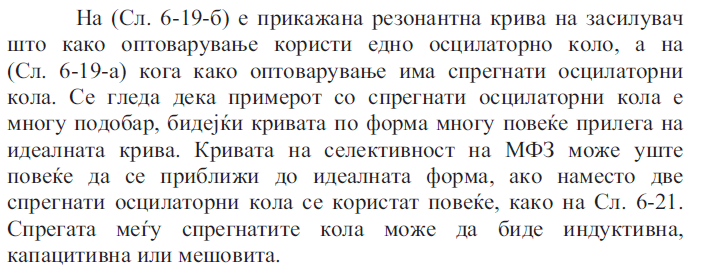 На (Сл. 6-19-б) е прикажана резонантна крива на засилувач
што како оптоварување користи едно осцилаторно коло, а на
(Сл. 6-19-а) кога како оптоварување има спрегнати осцилаторни
кола. Се гледа дека примерот со спрегнати осцилаторни кола е
многу подобар, бидејќи кривата по форма многу повеќе прилега на
идеалната крива. Кривата на селективност на МФЗ може уште
повеќе да се приближи до идеалната форма, ако наместо две
спрегнати осцилаторни кола се користат повеќе, како на Сл. 6-21.
Спрегата меѓу спрегнатите кола може да биде индуктивна,
капацитивна или мешовита.